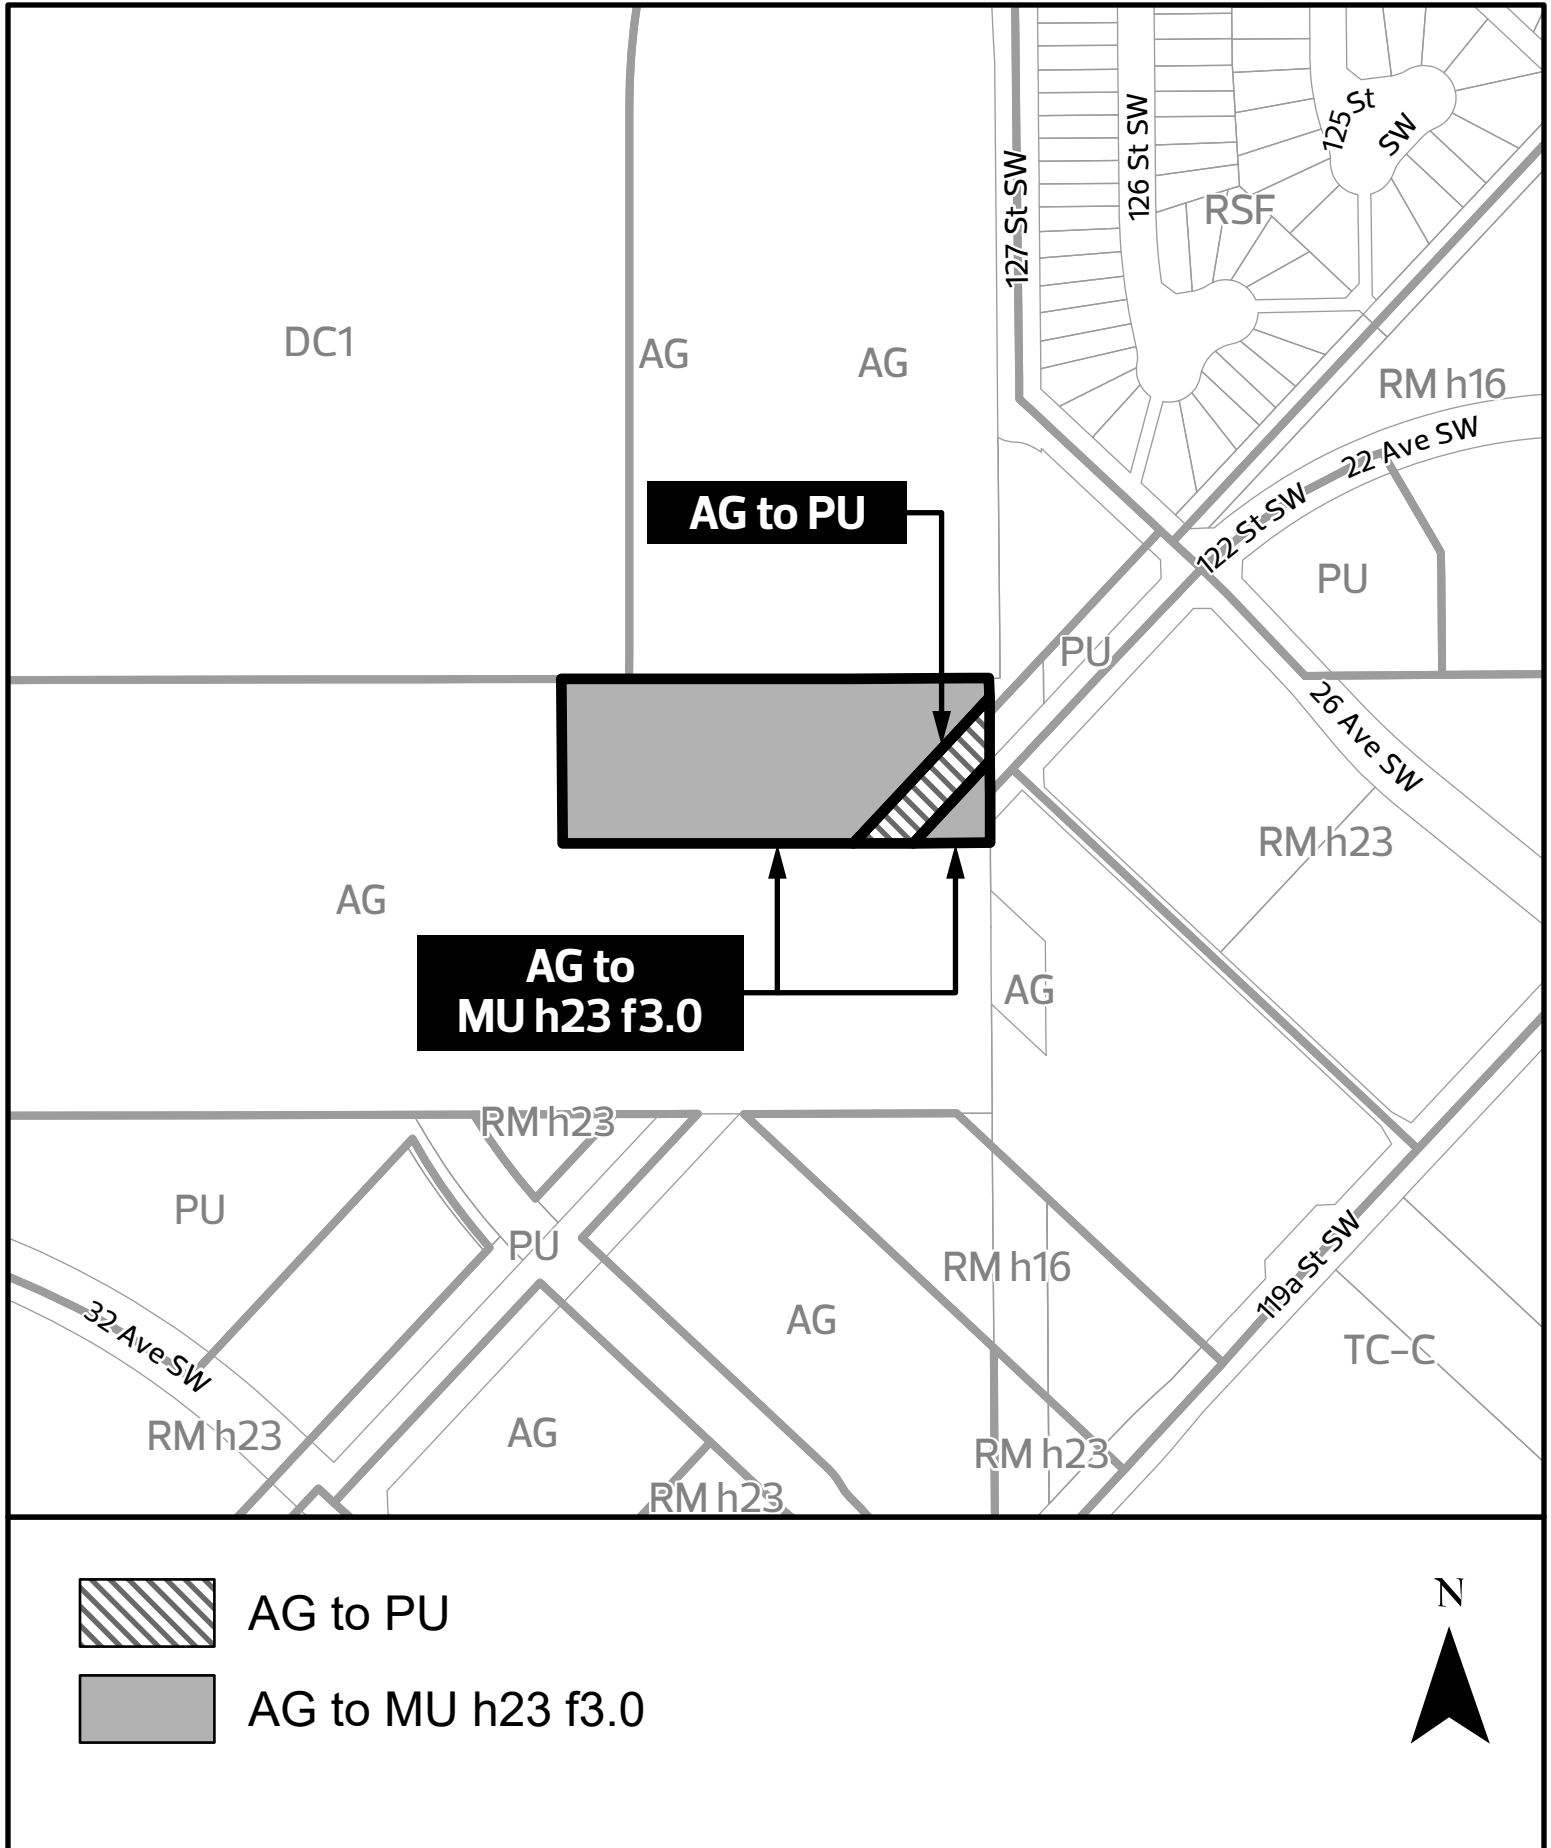 125 St
SW
126 St SW
127 St SW
RSF
DC1
AG
AG
RM h16
22 Ave SW
122 St SW
AG to PU
PU
PU
26 Ave SW
RM h23
AG
AG to
MU h23 f3.0
AG
RM h23
PU
PU
RM h16
119a St SW
32 Ave SW
AG
TC-C
RM h23
AG
RM h23
RM h23
AG to PU
N
AG to MU h23 f3.0